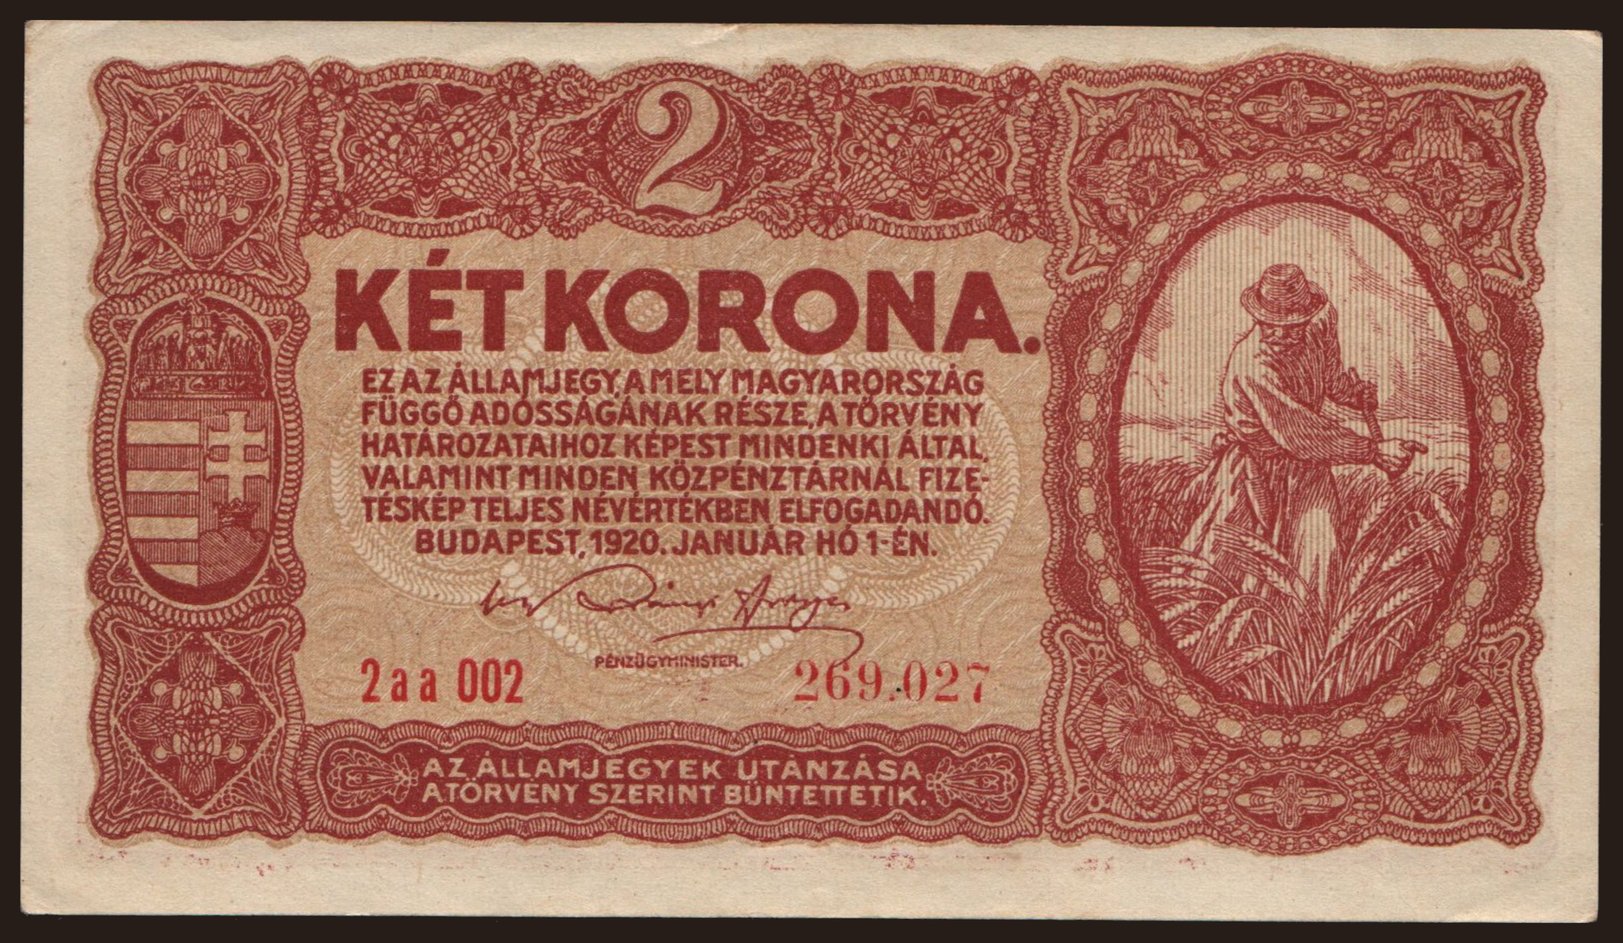 2
KÉT KORONA.
EZ AZ ÁLLAMJEGY, A MELY MAGYARORSZÁG
FÜGGŐ ADÓSSÁGÁNAK RÉSZE, A TÖRVÉNY
HATÁROZATAIHOZ KÉPEST MINDENKI ÁLTAL,
VALAMINT MINDEN KÖZPÉNZTÁRNÁL FIZE-
TÉSKÉP TELJES NÉVÉRTÉKBEN ELFOGADANDÓ.
BUDAPEST, 1920. JANUÁR HÓ 1-ÉN.
PÉNZÜGYMINISTER.
2aa 002 269.027
AZ ÁLLAMJEGYEK UTÁNZÁSA
A TÖRVÉNY SZERINT BÜNTETTETIK.